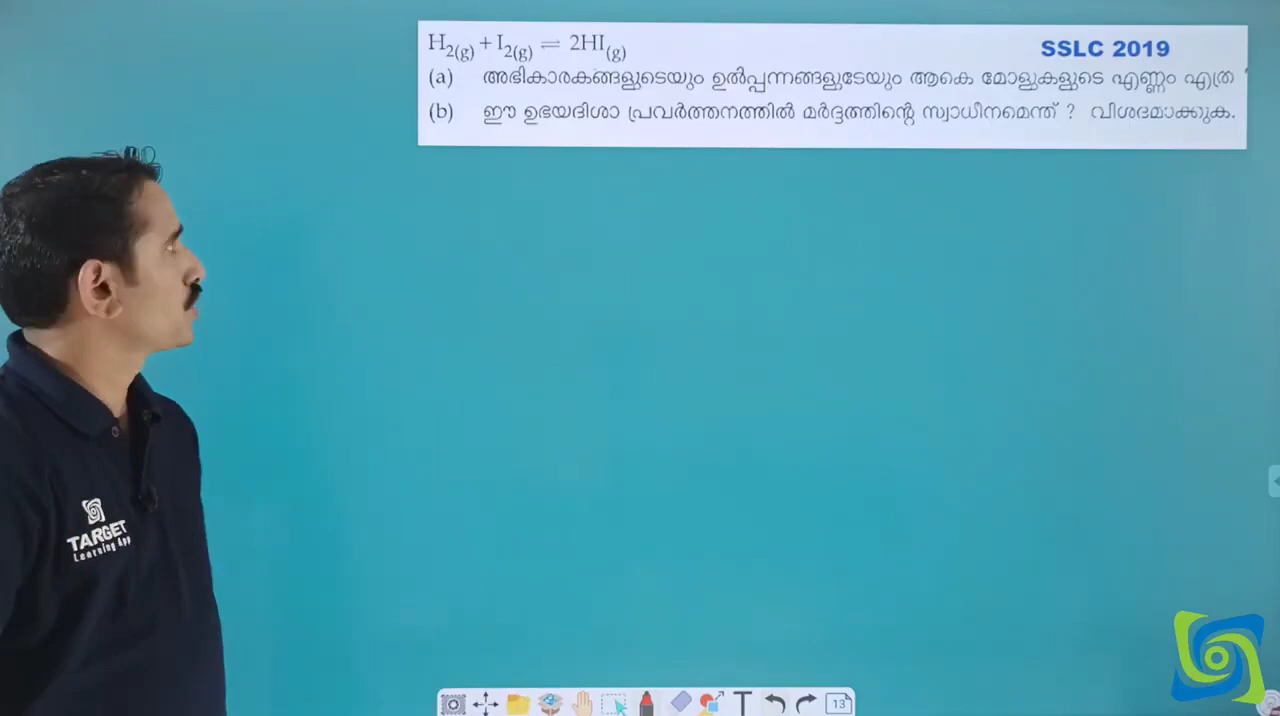 H2(g) + I2(g) ⇌ 2HI(g)
SSLC 2019
(a) അഭികാരകങ്ങളുടെയും ഉൽപ്പന്നങ്ങളുടേയും ആകെ മോളുകളുടെ എണ്ണം എത്ര
(b) ഈ ഉഭയദിശാ പ്രവർത്തനത്തിൽ മർദ്ദത്തിന്റെ സ്വാധീനമെന്ത് ? വിശദമാക്കുക.
TARGET
Learning App
T
13